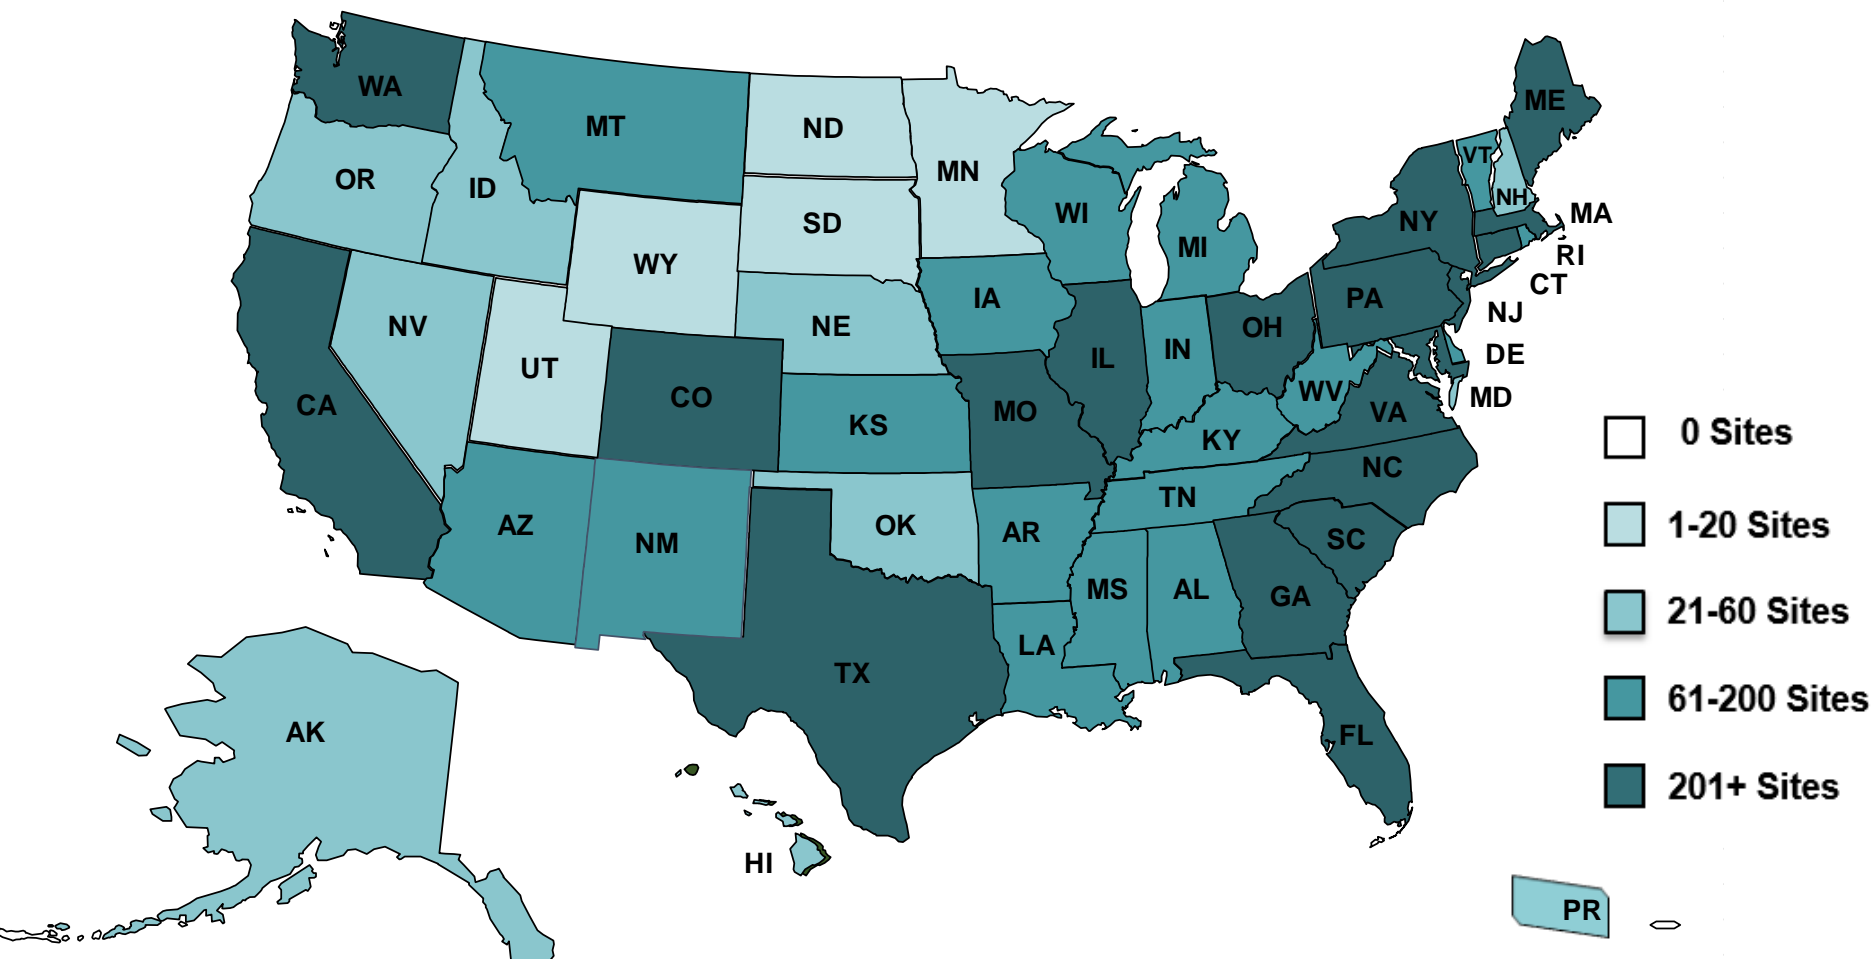 WA
ME
MT
ND
VT
MN
OR
ID
NH
WI
MA
SD
NY
MI
RI
WY
CT
IA
PA
NJ
NV
NE
OH
IN
DE
IL
UT
CO
WV
MD
CA
MO
VA
KS
0 Sites
KY
NC
TN
AZ
OK
1-20 Sites
AR
NM
SC
MS
AL
GA
21-60 Sites
LA
TX
61-200 Sites
AK
FL
201+ Sites
HI
PR